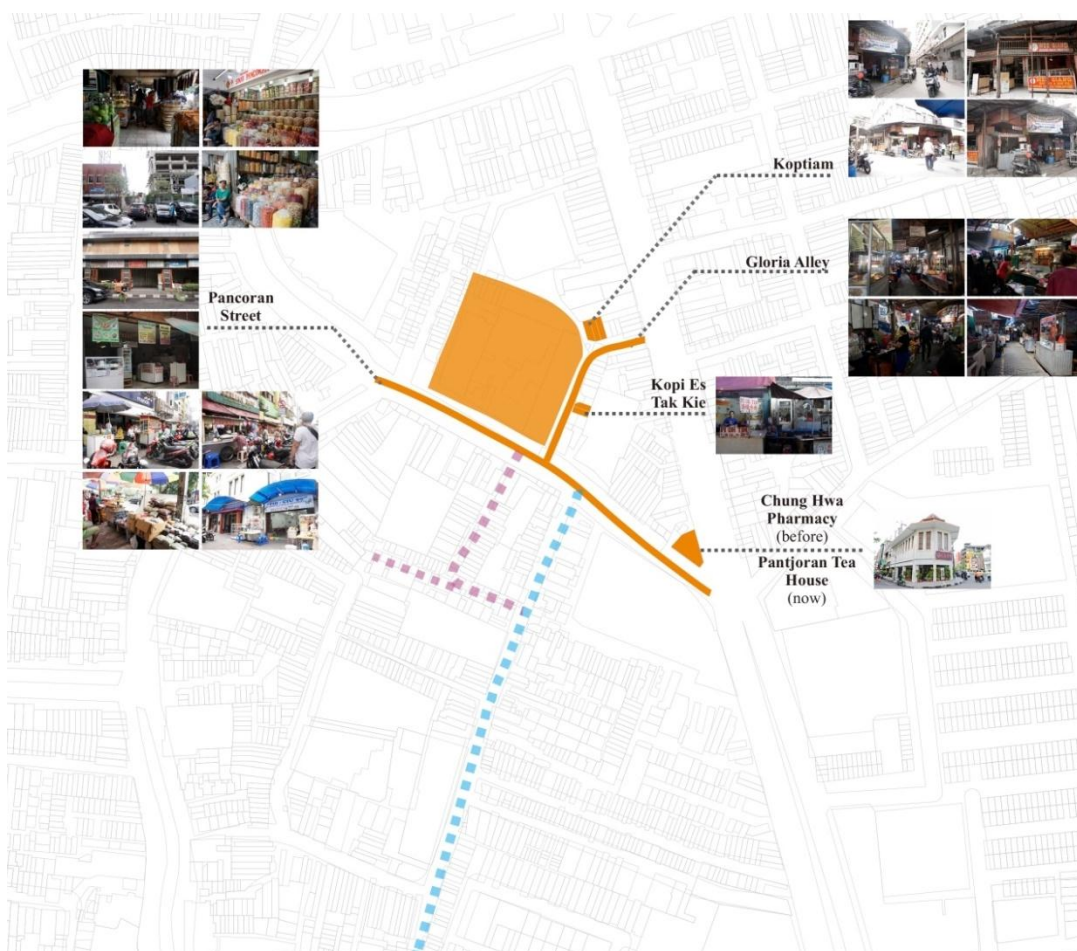 Koptiam
Gloria Alley
Pancoran
Street
Kopi Es
Tak Kie
Chung Hwa
Pharmacy
(before)
Pantjoran Tea
House
(now)